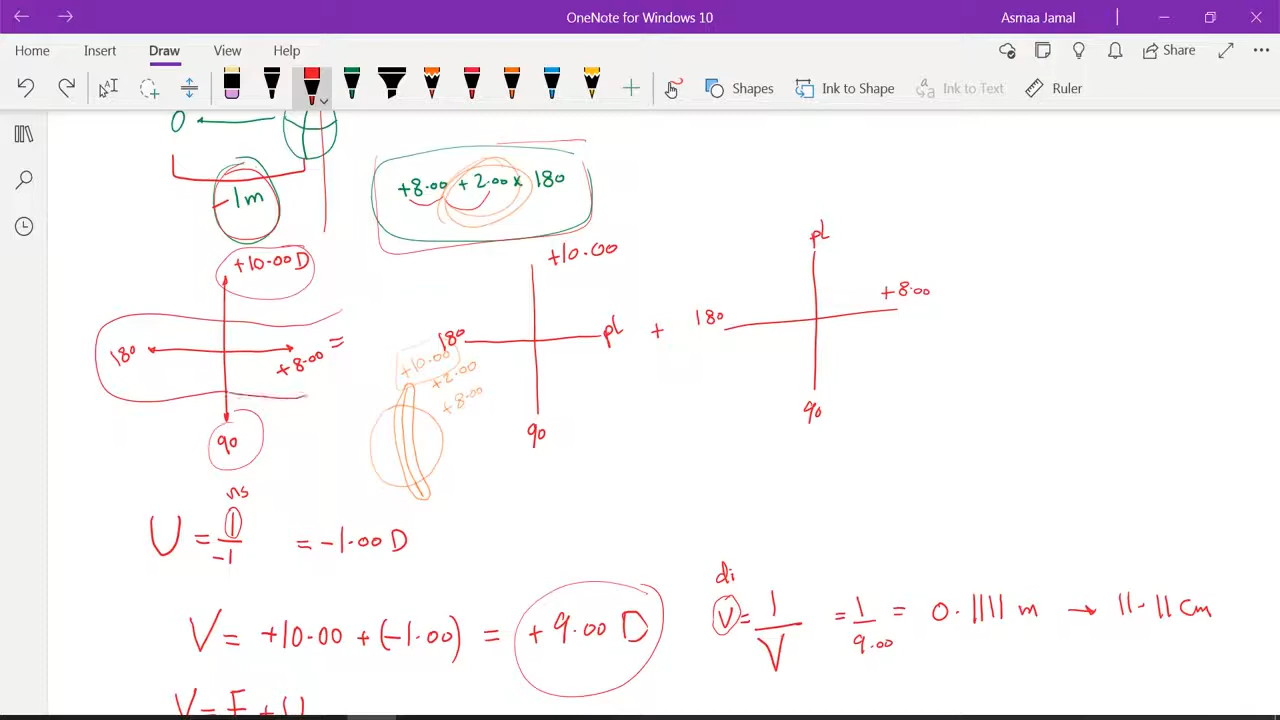 OneNote for Windows 10
Asmaa Jamal
Home Insert Draw View Help
Share
Shapes Ink to Shape Ink to Text Ruler
0
-1m
+8.00 +2.00 x 180
+10.00 D
180
+8.00
=
90
+10.00
180
pl
90
+10.00
+2.00
+8.00
+
pl
180
+8.00
90
ns
U = 1/-1 = -1.00 D
V = +10.00 + (-1.00) = +9.00 D
di
v = 1/V = 1/9.00 = 0.1111 m → 11.11 cm
V = F + U